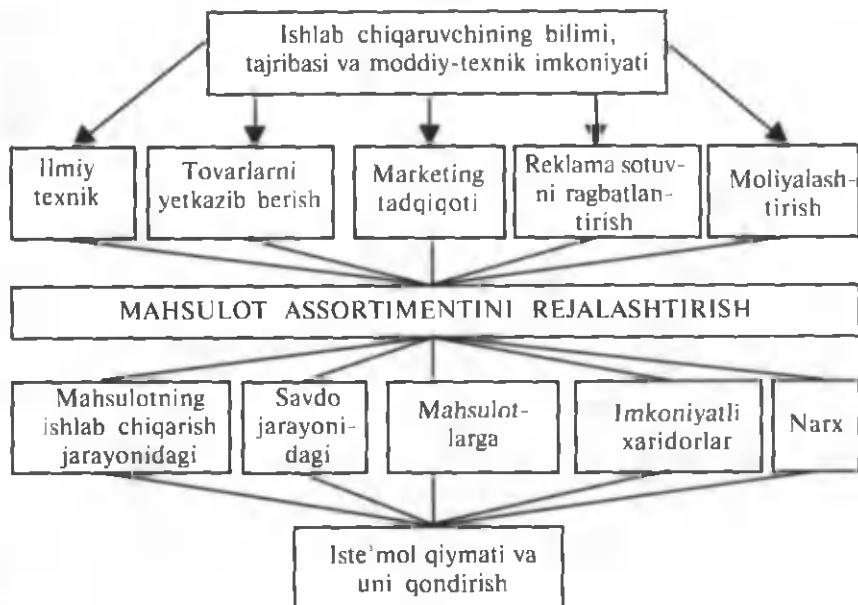 Ishlab chiqaruvchining bilimi,
tajribasi va moddiy-texnik imkoniyati
Ilmiy
texnik
Tovarlarni
yetkazib berish
Marketing
tadqiqoti
Reklama sotuv-
ni ragbatlan-
tirish
Moliyalash-
tirish
MAHSULOT ASSORTIMENTINI REJALASHTIRISH
Mahsulotning
ishlab chiqarish
jarayonidagi
Savdo
jarayoni-
dagi
Mahsulot-
larga
Imkoniyatli
xaridorlar
Narx
Iste'mol qiymati va
uni qondirish